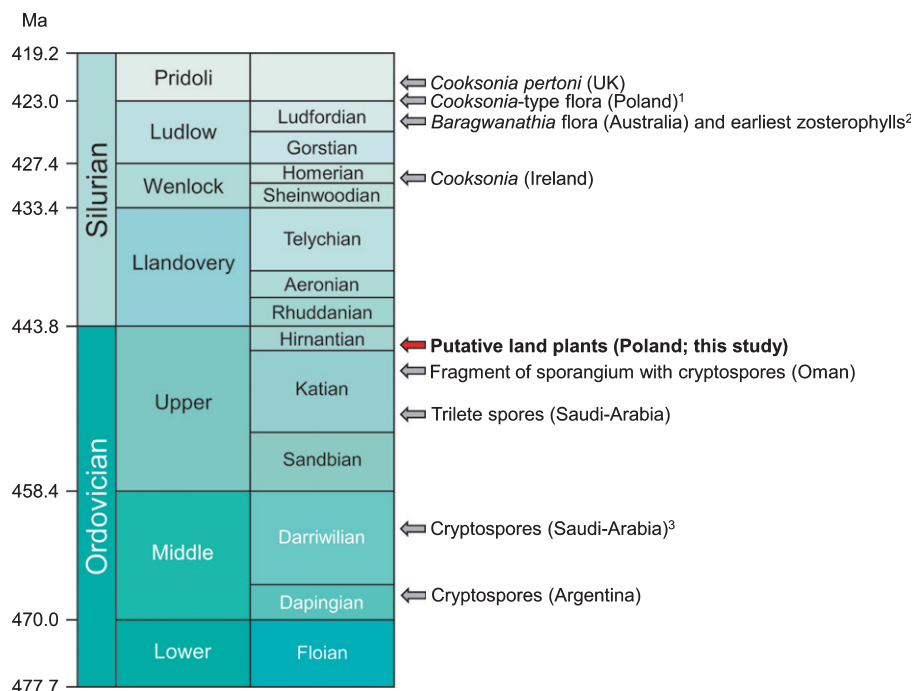 Ma
419.2
Pridoli
Cooksonia pertoni (UK)
423.0
Cooksonia-type flora (Poland)¹
Ludlow
Ludfordian
Baragwanathia flora (Australia) and earliest zosterophylls²
Gorstian
427.4
Silurian
Wenlock
Homerian
Cooksonia (Ireland)
Sheinwoodian
433.4
Llandovery
Telychian
Aeronian
Rhuddanian
443.8
Hirnantian
Putative land plants (Poland; this study)
Fragment of sporangium with cryptospores (Oman)
Upper
Katian
Trilete spores (Saudi-Arabia)
Sandbian
458.4
Ordovician
Middle
Darriwilian
Cryptospores (Saudi-Arabia)³
Dapingian
Cryptospores (Argentina)
470.0
Lower
Floian
477.7